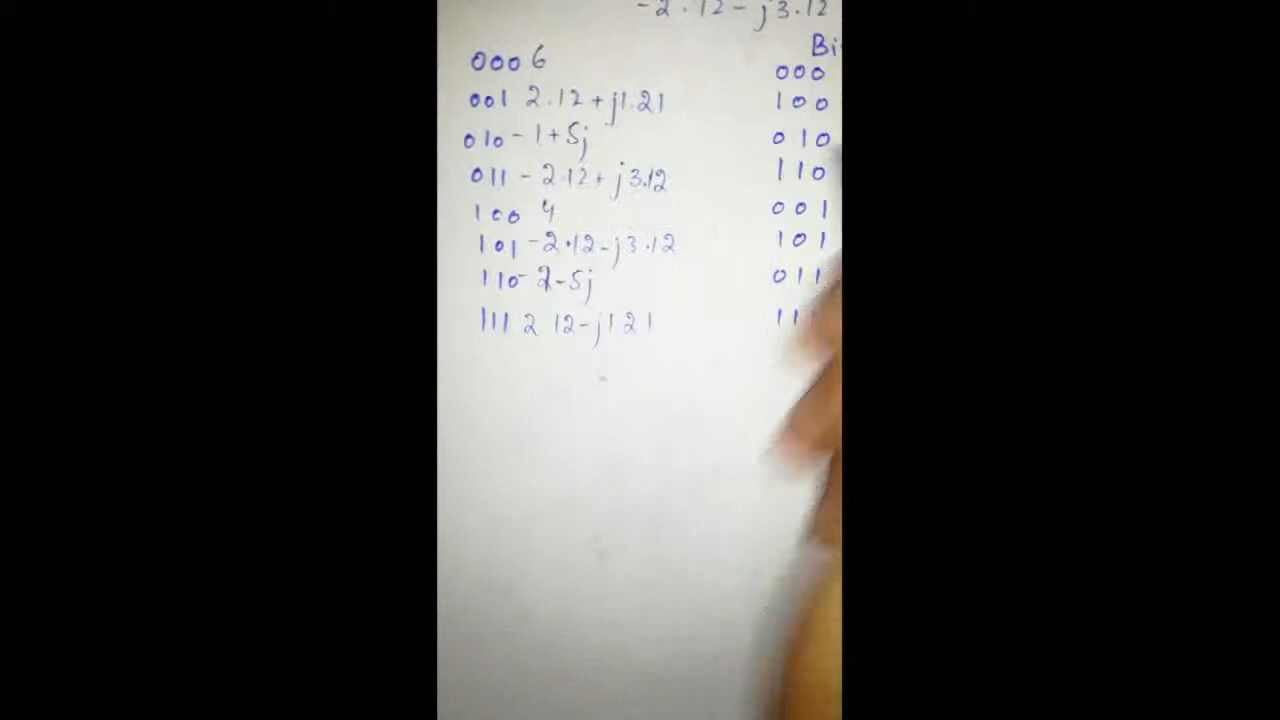 -2.12-j3.12
Bi
000 6 000
001 2.12+j1.21 100
010 -1+5j 010
011 -2.12+j3.12 110
100 4 001
101 -2.12-j3.12 101
110 -2-5j 011
111 2 12-j1 21 11